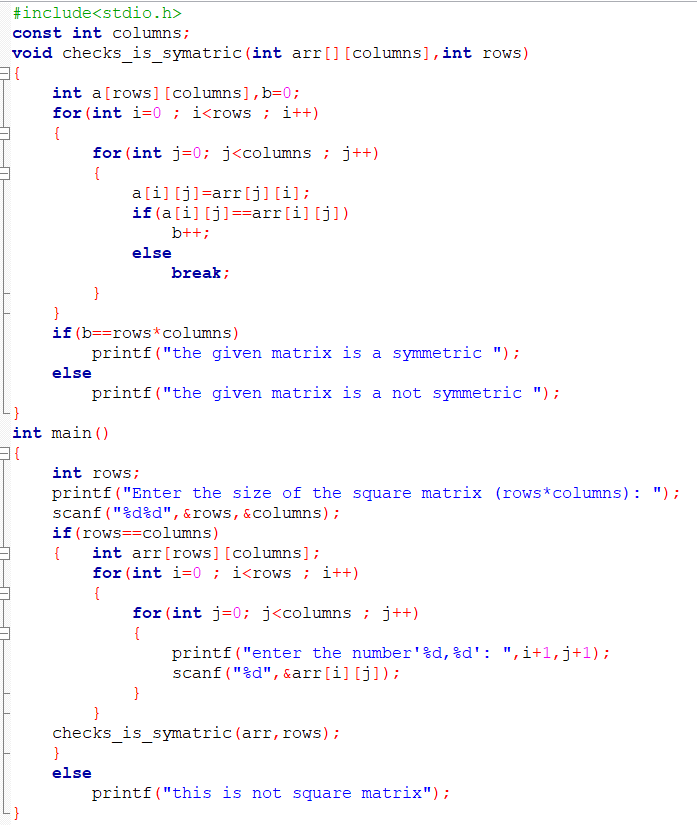 #include<stdio.h>
const int columns;
void checks_is_symatric(int arr[][columns],int rows)
{
    int a[rows][columns],b=0;
    for(int i=0 ; i<rows ; i++)
    {
        for(int j=0; j<columns ; j++)
        {
            a[i][j]=arr[j][i];
            if(a[i][j]==arr[i][j])
                b++;
            else
                break;
        }
    }
    if(b==rows*columns)
        printf("the given matrix is a symmetric ");
    else
        printf("the given matrix is a not symmetric ");
}
int main()
{
    int rows;
    printf("Enter the size of the square matrix (rows*columns): ");
    scanf("%d%d",&rows,&columns);
    if(rows==columns)
    {   int arr[rows][columns];
        for(int i=0 ; i<rows ; i++)
        {
            for(int j=0; j<columns ; j++)
            {
                printf("enter the number'%d,%d': ",i+1,j+1);
                scanf("%d",&arr[i][j]);
            }
        }
    checks_is_symatric(arr,rows);
    }
    else
        printf("this is not square matrix");
}